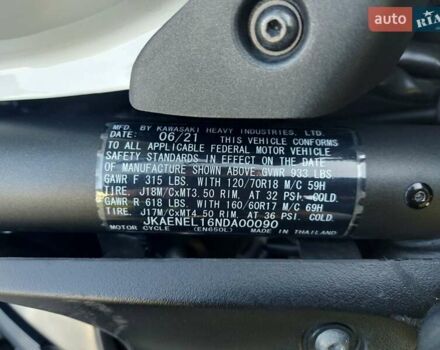 auto RIA
MFD. BY KAWASAKI HEAVY INDUSTRIES, LTD.
DATE: 06/21 THIS VEHICLE CONFORMS
TO ALL APPLICABLE FEDERAL MOTOR VEHICLE
SAFETY STANDARDS IN EFFECT ON THE DATE
OF MANUFACTURE SHOWN ABOVE GVWR 933 LBS.
GAWR F 315 LBS. WITH 120/70R18 M/C 59H
TIRE, J18M/CxMT3.50 RIM, AT 32 PSI. COLD.
GAWR R 618 LBS. WITH 160/60R17 M/C 69H
TIRE, J17M/CxMT4.50 RIM, AT 36 PSI. COLD.
JKAENEL16NDA00090
MOTOR CYCLE (EN650L) MADE IN THAILAND